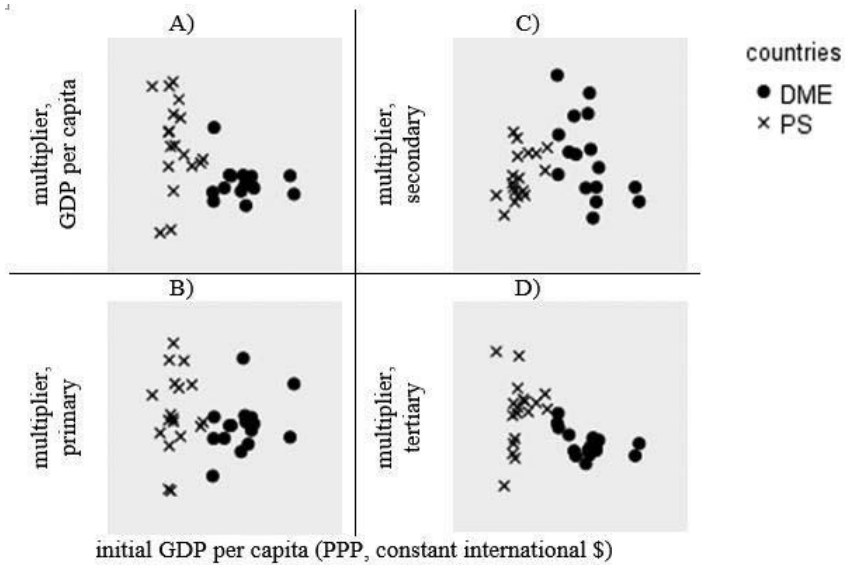 A)
multiplier,
GDP per capita
C)
multiplier,
secondary
countries
DME
PS
B)
multiplier,
primary
D)
multiplier,
tertiary
initial GDP per capita (PPP, constant international $)